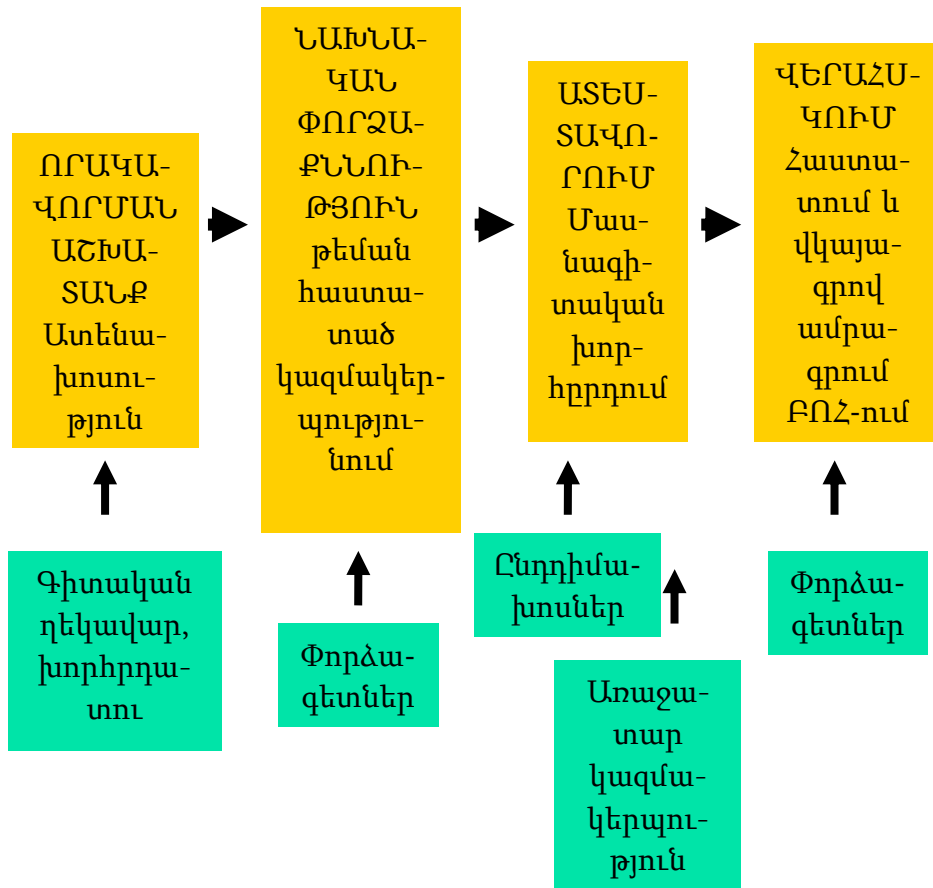 ՈՐԱԿԱ-
ՎՈՐՄԱՆ
ԱՇԽԱ-
ՏԱՆՔ
Ատենա-
խոսու-
թյուն
ՆԱԽՆԱ-
ԿԱՆ
ՓՈՐՁԱ-
ՔՆՆՈՒ-
ԹՅՈՒՆ
թեման
հաստա-
տած
կազմակեր-
պությու-
նում
ԱՏԵՍ-
ՏԱՎՈ-
ՐՈՒՄ
Մաս-
նագի-
տական
խոր-
հըրդում
ՎԵՐԱՀՍ-
ԿՈՒՄ
Հաստա-
տում և
վկայա-
գրով
ամրա-
գրում
ԲՈՀ-ում
Գիտական
ղեկավար,
խորհրդա-
տու
Փորձա-
գետներ
Ընդդիմա-
խոսներ
Առաջա-
տար
կազմա-
կերպու-
թյուն
Փորձա-
գետներ